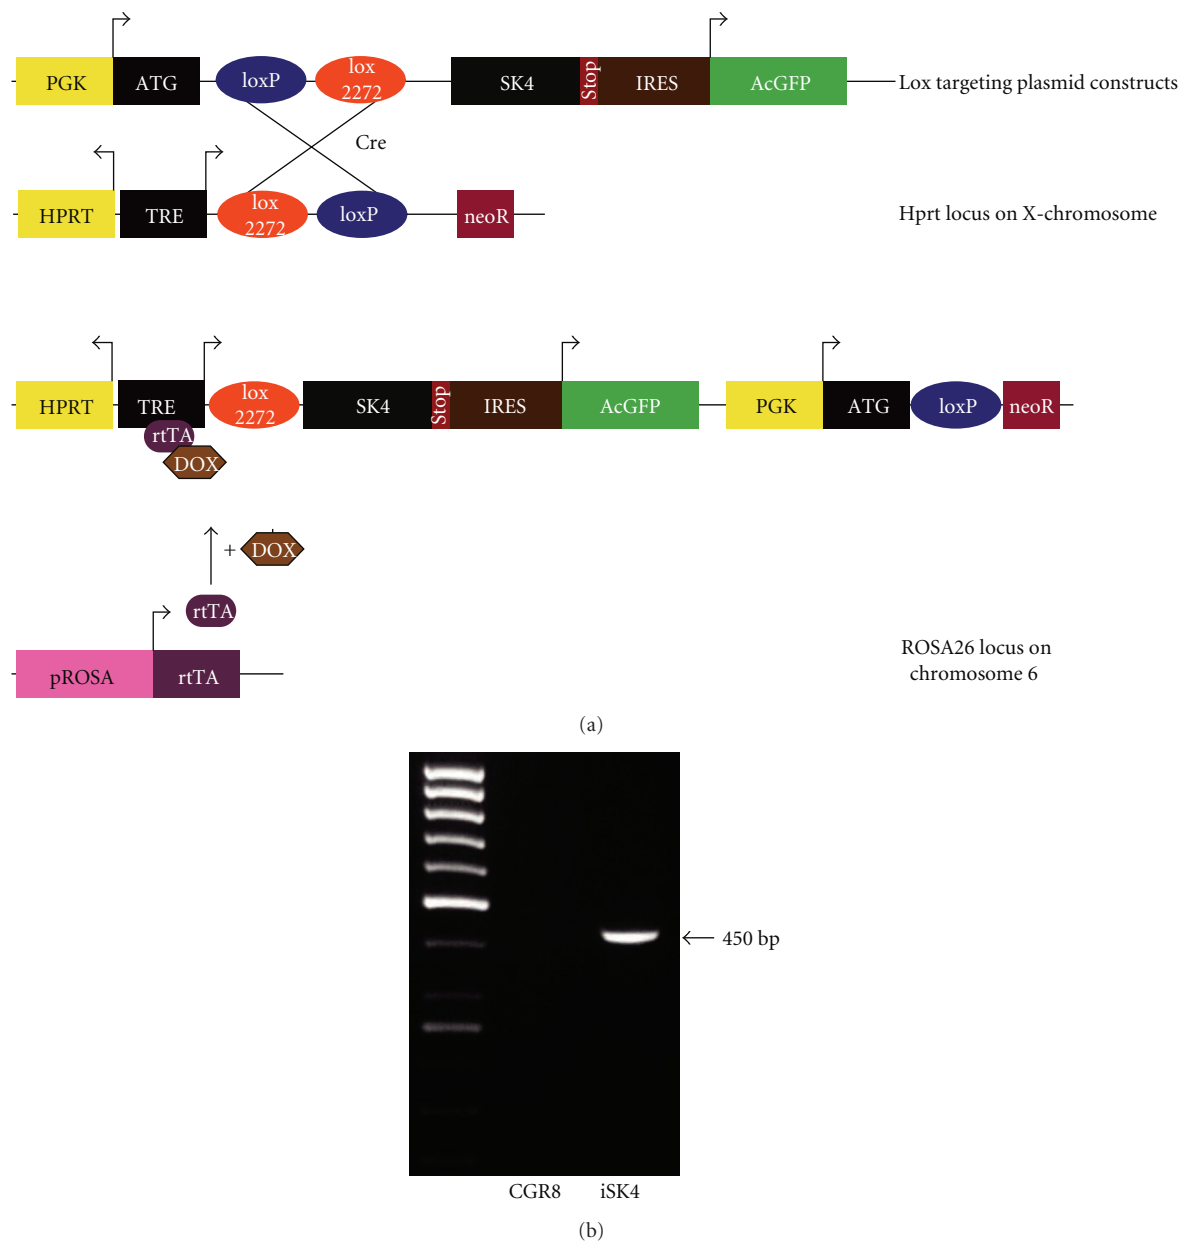 PGK ATG loxP lox 2272 SK4 Stop IRES AcGFP Lox targeting plasmid constructs
Cre
HPRT TRE lox 2272 loxP neoR Hprt locus on X-chromosome
HPRT TRE lox 2272 SK4 Stop IRES AcGFP PGK ATG loxP neoR
rtTA
DOX
+ DOX
rtTA
pROSA rtTA
ROSA26 locus on
chromosome 6
(a)
450 bp
CGR8 iSK4
(b)